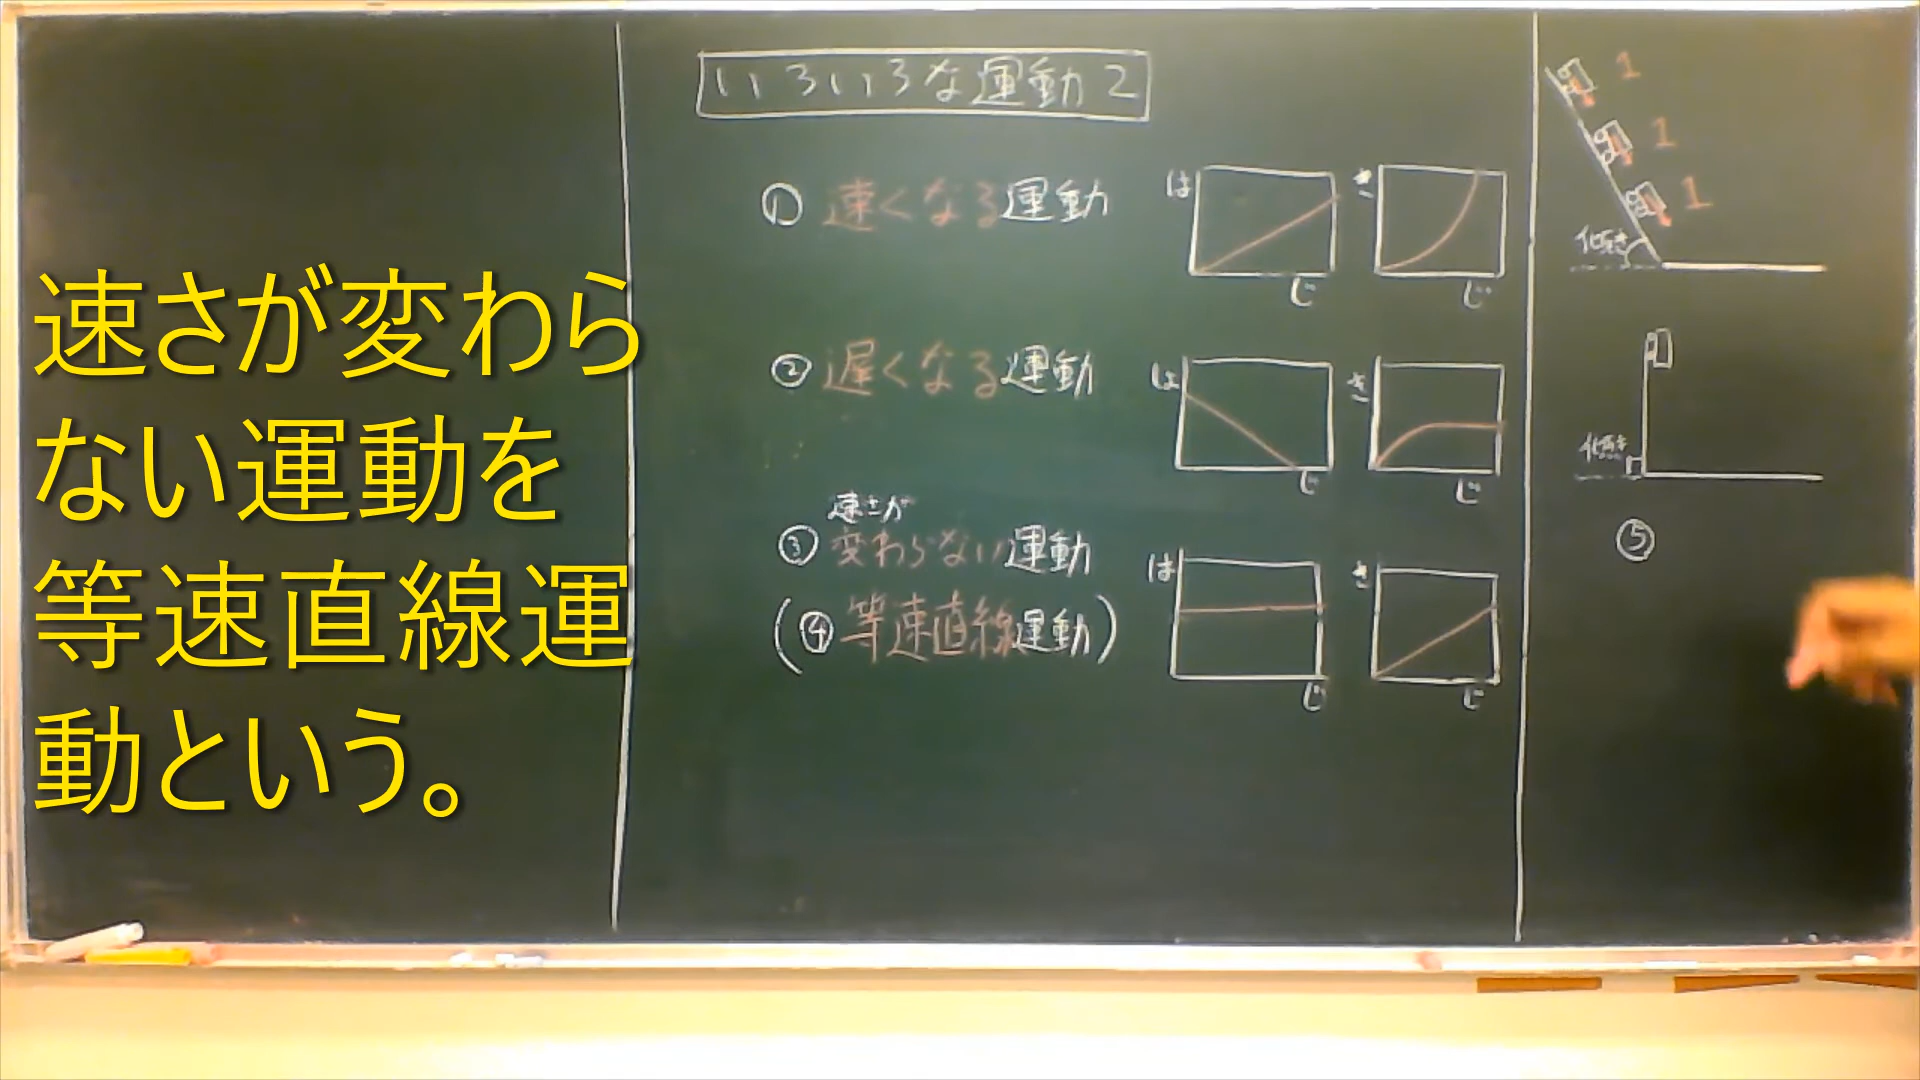 速さが変わら
ない運動を
等速直線運
動という。
いろいろな運動2
① 速くなる運動
は
じ
き
じ
② 遅くなる運動
は
じ
き
じ
速さが
③ 変わらない運動
(④ 等速直線運動)
は
じ
き
じ
1
1
1
傾き
傾き
⑤